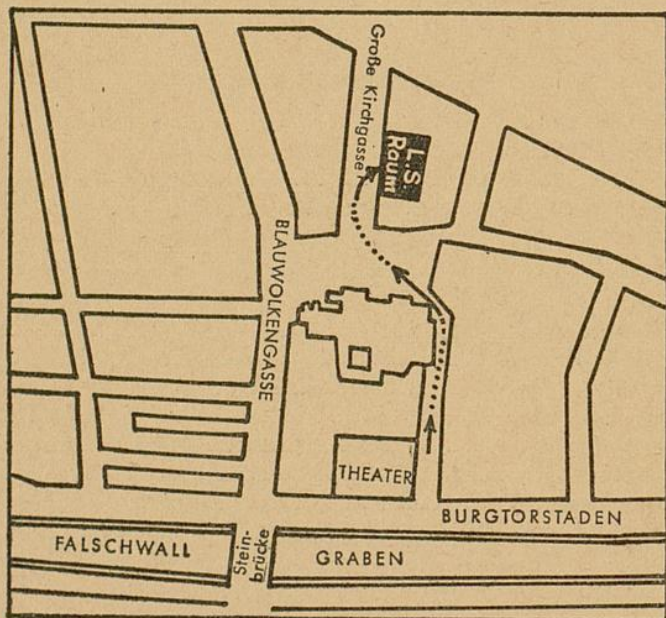 Große Kirchgasse
L.S.
Raum
BLAUWOLKENGASSE
THEATER
BURGTORSTADEN
FALSCHWALL
Stein-
brücke
GRABEN